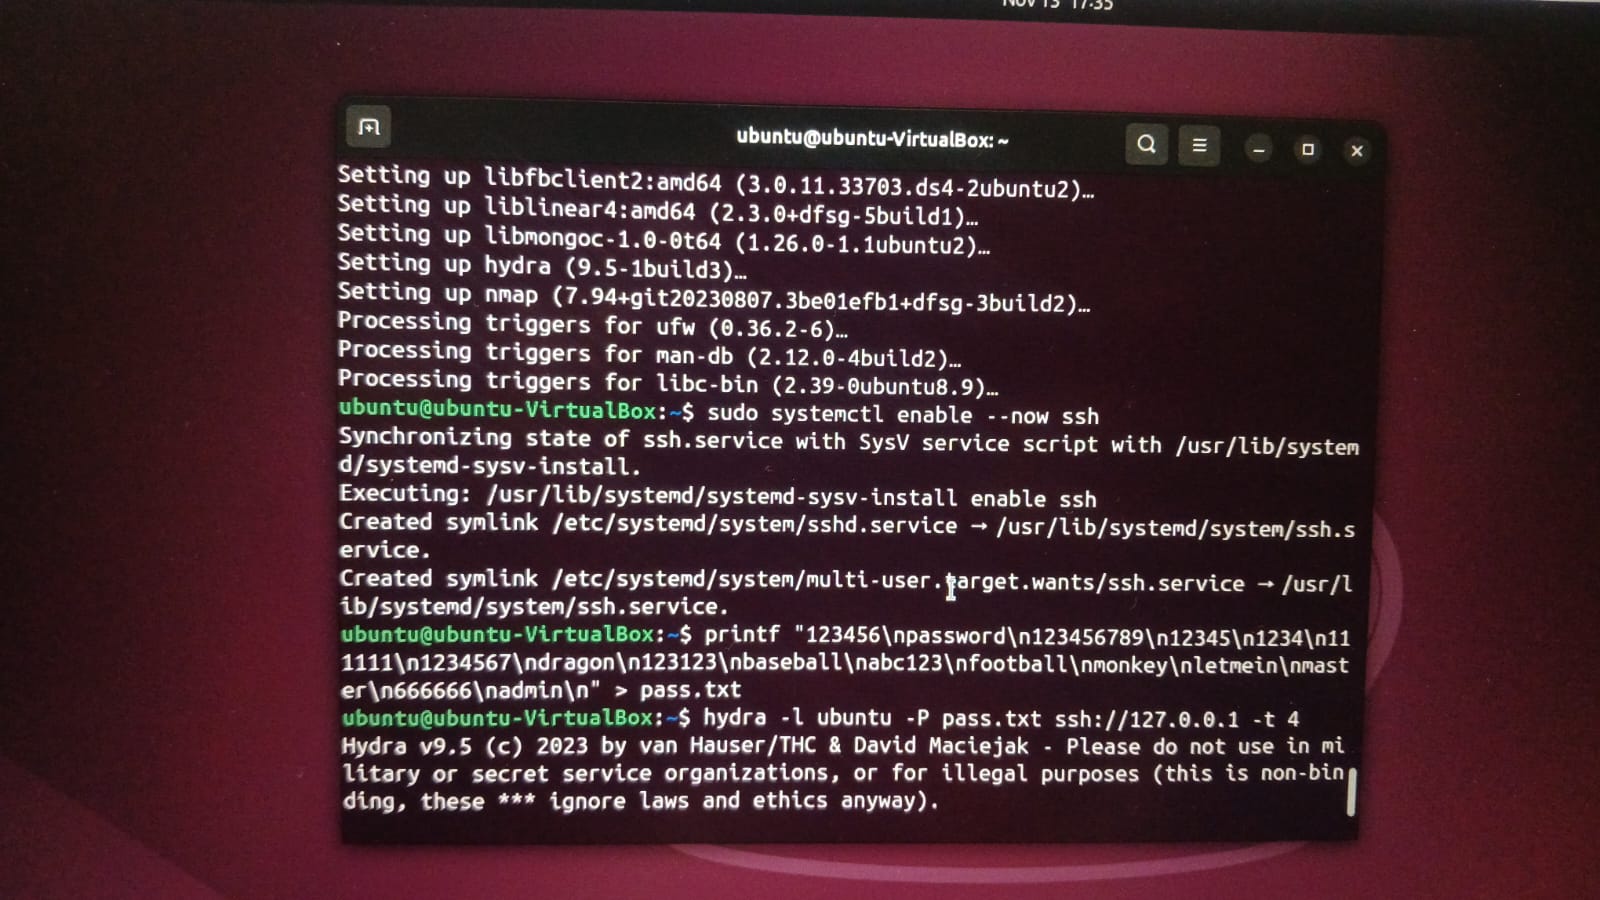 Nov 13 17:35
ubuntu@ubuntu-VirtualBox: ~
Setting up libfbclient2:amd64 (3.0.11.33703.ds4-2ubuntu2)…
Setting up liblinear4:amd64 (2.3.0+dfsg-5build1)…
Setting up libmongoc-1.0-0t64 (1.26.0-1.1ubuntu2)…
Setting up hydra (9.5-1build3)…
Setting up nmap (7.94+git20230807.3be01efb1+dfsg-3build2)…
Processing triggers for ufw (0.36.2-6)…
Processing triggers for man-db (2.12.0-4build2)…
Processing triggers for libc-bin (2.39-0ubuntu8.9)…
ubuntu@ubuntu-VirtualBox:~$ sudo systemctl enable --now ssh
Synchronizing state of ssh.service with SysV service script with /usr/lib/system
d/systemd-sysv-install.
Executing: /usr/lib/systemd/systemd-sysv-install enable ssh
Created symlink /etc/systemd/system/sshd.service → /usr/lib/systemd/system/ssh.s
ervice.
Created symlink /etc/systemd/system/multi-user.target.wants/ssh.service → /usr/l
ib/systemd/system/ssh.service.
ubuntu@ubuntu-VirtualBox:~$ printf "123456\npassword\n123456789\n12345\n1234\n11
1111\n1234567\ndragon\n123123\nbaseball\nabc123\nfootball\nmonkey\nletmein\nmast
er\n666666\nadmin\n" > pass.txt
ubuntu@ubuntu-VirtualBox:~$ hydra -l ubuntu -P pass.txt ssh://127.0.0.1 -t 4
Hydra v9.5 (c) 2023 by van Hauser/THC & David Maciejak - Please do not use in mi
litary or secret service organizations, or for illegal purposes (this is non-bin
ding, these *** ignore laws and ethics anyway).